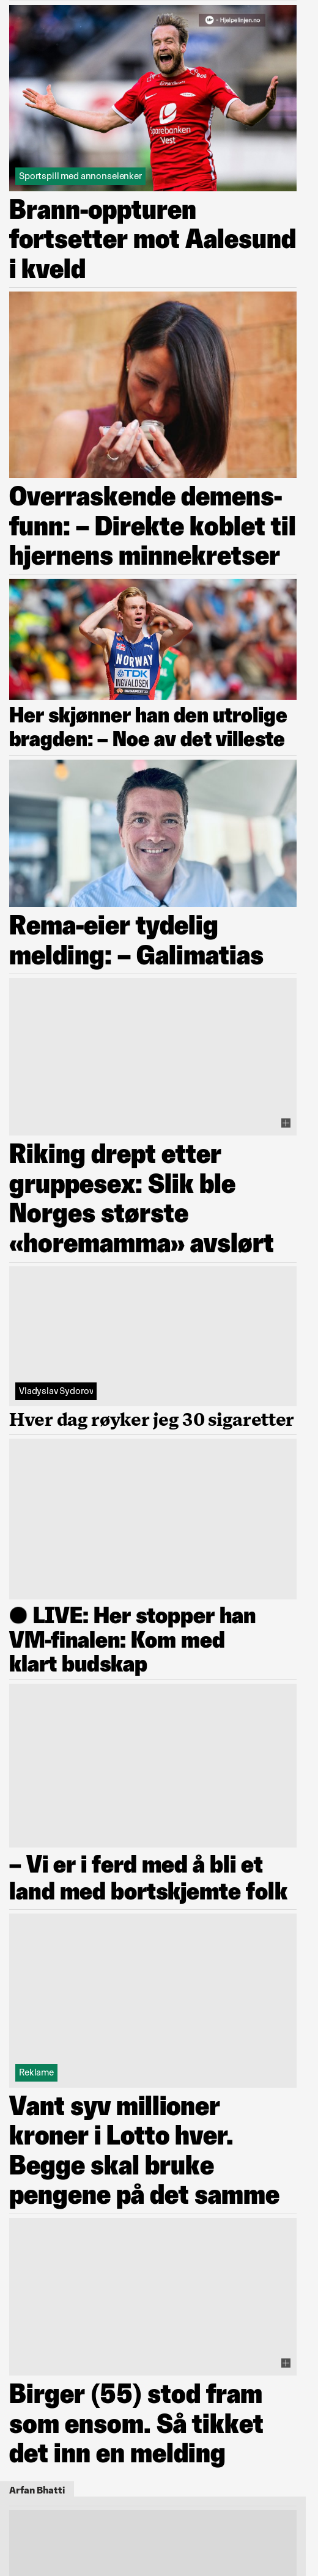 - Hjelpelinjen.no
Sparebanken
Vest
Sportspill med annonselenker
Brann-oppturen
fortsetter mot Aalesund
i kveld
Overraskende demens-
funn: – Direkte koblet til
hjernens minnekretser
NORWAY
TDK
INGVALDSEN
Her skjønner han den utrolige
bragden: – Noe av det villeste
Rema-eier tydelig
melding: – Galimatias
Riking drept etter
gruppesex: Slik ble
Norges største
«horemamma» avslørt
Vladyslav Sydorov
Hver dag røyker jeg 30 sigaretter
● LIVE: Her stopper han
VM-finalen: Kom med
klart budskap
– Vi er i ferd med å bli et
land med bortskjemte folk
Reklame
Vant syv millioner
kroner i Lotto hver.
Begge skal bruke
pengene på det samme
Birger (55) stod fram
som ensom. Så tikket
det inn en melding
Arfan Bhatti